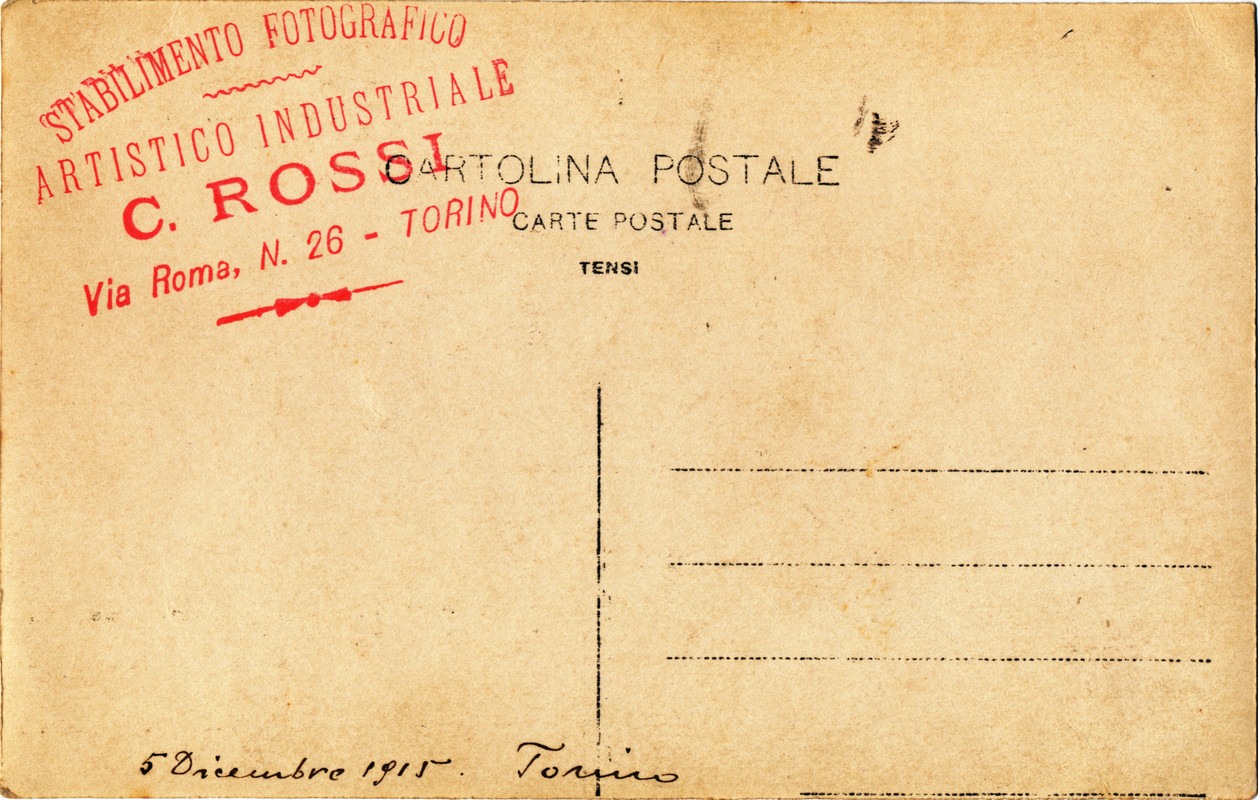 STABILIMENTO FOTOGRAFICO
ARTISTICO INDUSTRIALE
C. ROSSI
Via Roma, N. 26 - TORINO
CARTOLINA POSTALE
CARTE POSTALE
TENSI
5 Dicembre 1915. Torino